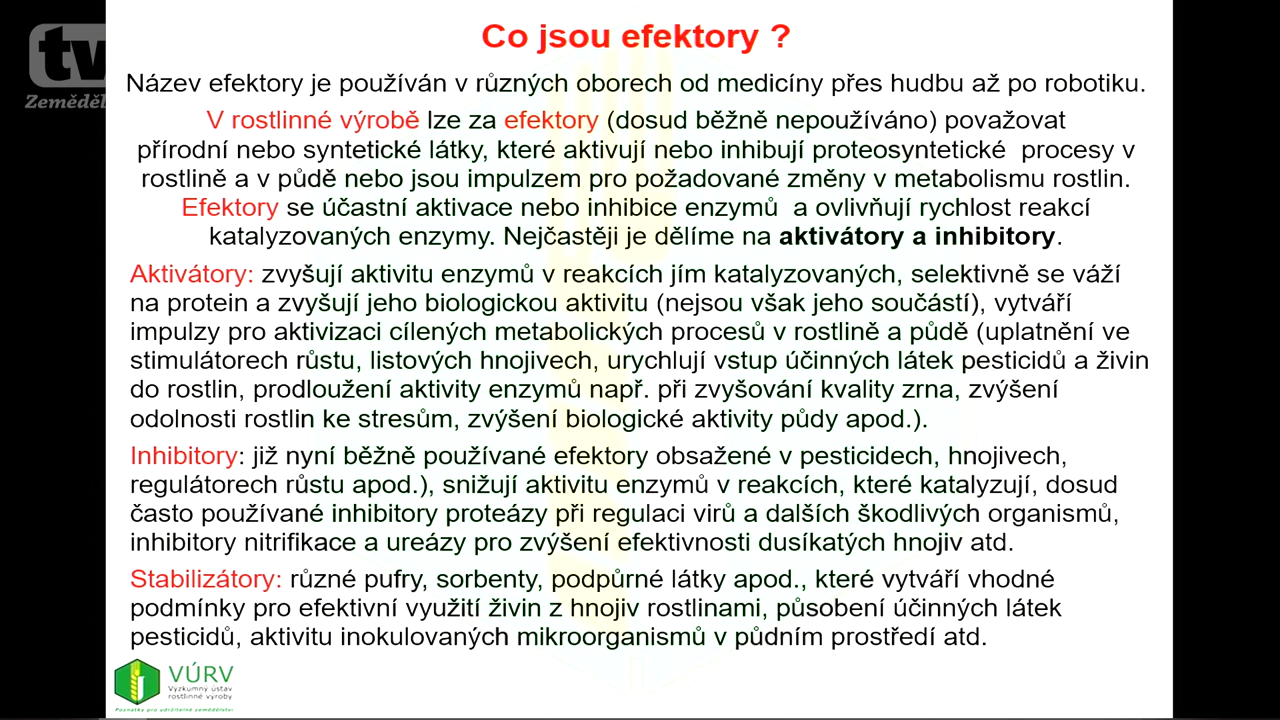 Co jsou efektory ?
tv
Zeměděl
Název efektory je používán v různých oborech od medicíny přes hudbu až po robotiku.
V rostlinné výrobě lze za efektory (dosud běžně nepoužíváno) považovat
přírodní nebo syntetické látky, které aktivují nebo inhibují proteosyntetické procesy v
rostlině a v půdě nebo jsou impulzem pro požadované změny v metabolismu rostlin.
Efektory se účastní aktivace nebo inhibice enzymů a ovlivňují rychlost reakcí
katalyzovaných enzymy. Nejčastěji je dělíme na aktivátory a inhibitory.
Aktivátory: zvyšují aktivitu enzymů v reakcích jím katalyzovaných, selektivně se váží
na protein a zvyšují jeho biologickou aktivitu (nejsou však jeho součástí), vytváří
impulzy pro aktivizaci cílených metabolických procesů v rostlině a půdě (uplatnění ve
stimulátorech růstu, listových hnojivech, urychlují vstup účinných látek pesticidů a živin
do rostlin, prodloužení aktivity enzymů např. při zvyšování kvality zrna, zvýšení
odolnosti rostlin ke stresům, zvýšení biologické aktivity půdy apod.).
Inhibitory: již nyní běžně používané efektory obsažené v pesticidech, hnojivech,
regulátorech růstu apod.), snižují aktivitu enzymů v reakcích, které katalyzují, dosud
často používané inhibitory proteázy při regulaci virů a dalších škodlivých organismů,
inhibitory nitrifikace a ureázy pro zvýšení efektivnosti dusíkatých hnojiv atd.
Stabilizátory: různé pufry, sorbenty, podpůrné látky apod., které vytváří vhodné
podmínky pro efektivní využití živin z hnojiv rostlinami, působení účinných látek
pesticidů, aktivitu inokulovaných mikroorganismů v půdním prostředí atd.
VÚRV
Výzkumný ústav
rostlinné výroby
Poznatky pro udržitelné zemědělství